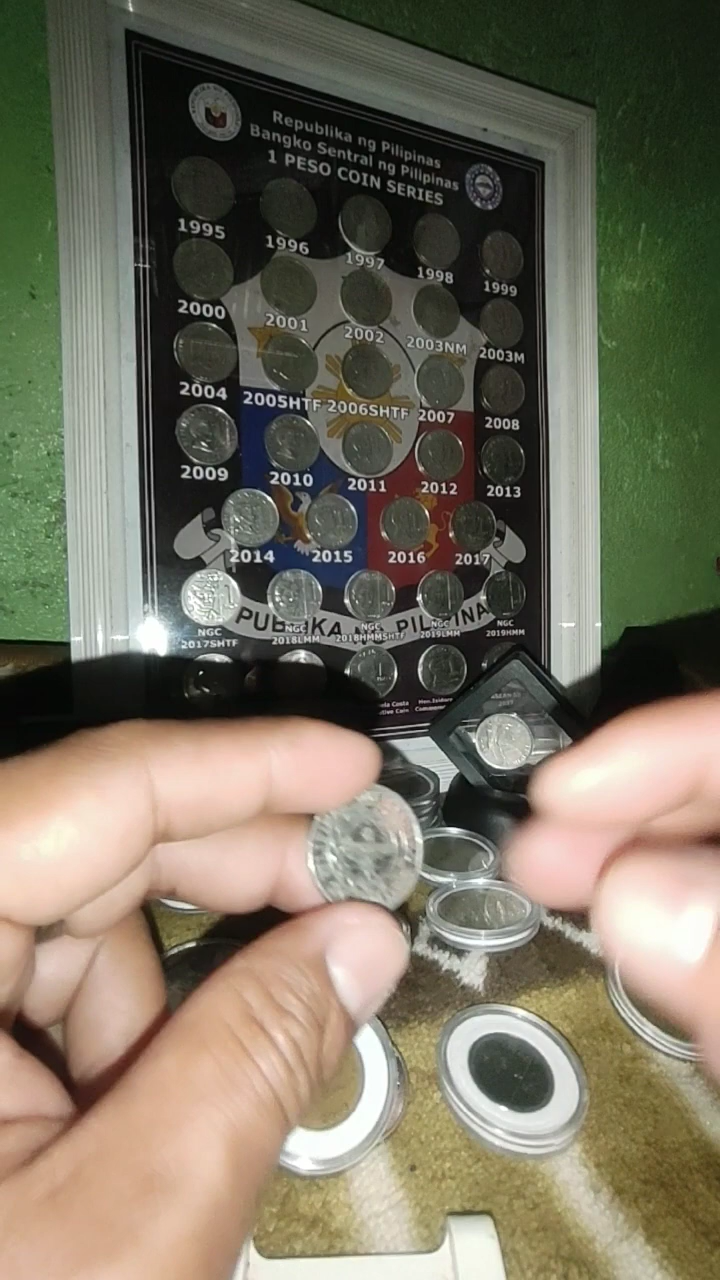 Republika ng Pilipinas
Bangko Sentral ng Pilipinas
1 PESO COIN SERIES
1995 1996 1997 1998 1999
2000 2001 2002 2003NM 2003M
2004 2005HTF 2006SHTF 2007 2008
2009 2010 2011 2012 2013
2014 2015 2016 2017
NGC NGC NGC NGC NGC
2017SHTF 2018LMM 2018HMMSHTF 2019LMM 2019HMM